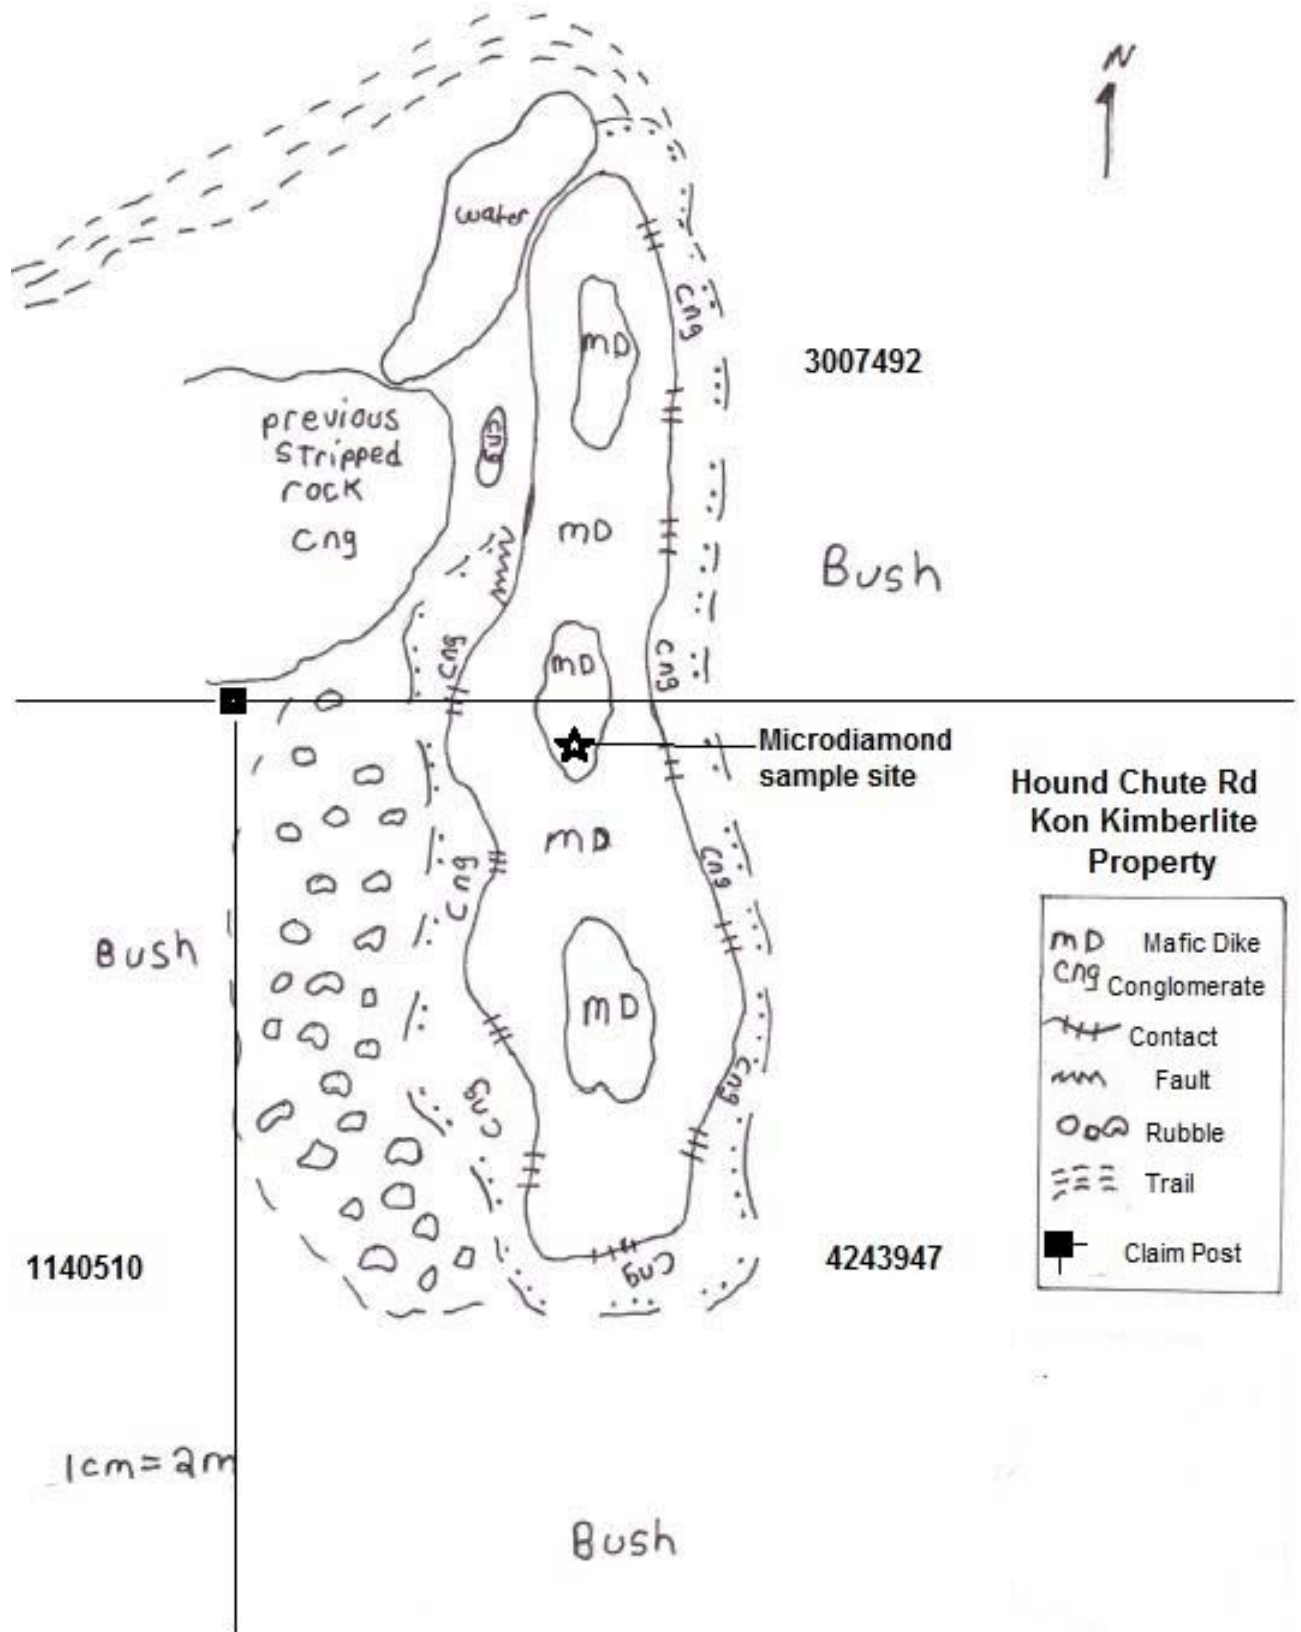 N
water
cng
mD
3007492
previous
stripped
rock
cng
cng
mD
Bush
cng
mD
cng
Microdiamond
sample site
Hound Chute Rd
Kon Kimberlite
Property
mD
cng
cng
mD Mafic Dike
cng Conglomerate
Contact
Fault
Rubble
Trail
Claim Post
Bush
mD
cng
cng
cng
1140510
4243947
1cm = 2m
Bush